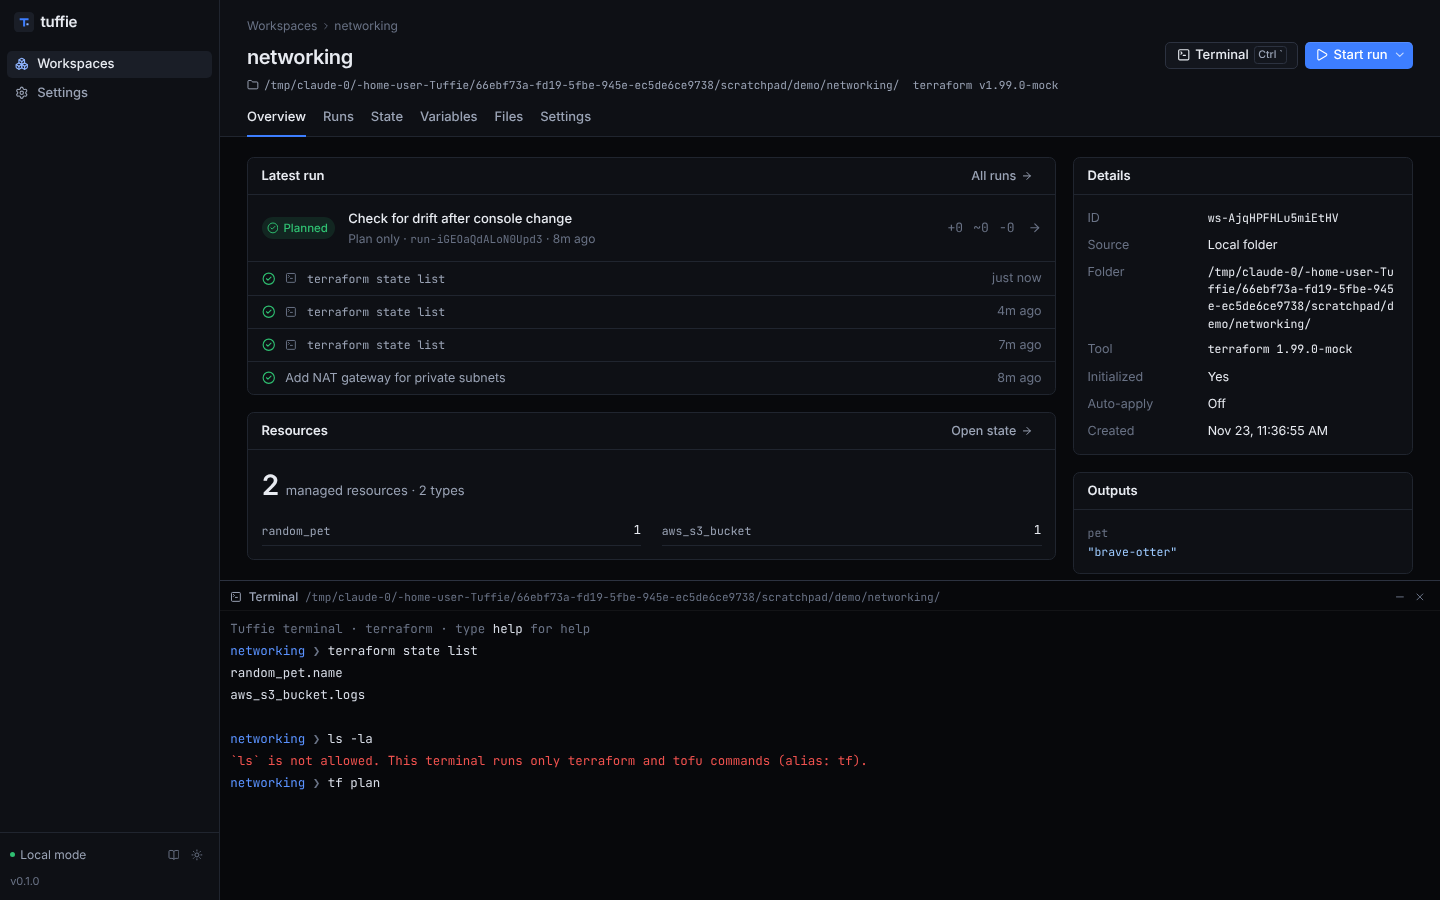 tuffie
Workspaces
Settings
Local mode
v0.1.0
Workspaces › networking
networking
Terminal Ctrl `
Start run
/tmp/claude-0/-home-user-Tuffie/66ebf73a-fd19-5fbe-945e-ec5de6ce9738/scratchpad/demo/networking/ terraform v1.99.0-mock
Overview Runs State Variables Files Settings
Latest run
All runs →
Planned
Check for drift after console change
Plan only · run-iGEOaQdALoN0Upd3 · 8m ago
+0 ~0 -0 →
terraform state list just now
terraform state list 4m ago
terraform state list 7m ago
Add NAT gateway for private subnets 8m ago
Resources
Open state →
2 managed resources · 2 types
random_pet 1
aws_s3_bucket 1
Details
ID ws-AjqHPFHLu5miEtHV
Source Local folder
Folder /tmp/claude-0/-home-user-Tu
ffie/66ebf73a-fd19-5fbe-945
e-ec5de6ce9738/scratchpad/d
emo/networking/
Tool terraform 1.99.0-mock
Initialized Yes
Auto-apply Off
Created Nov 23, 11:36:55 AM
Outputs
pet
"brave-otter"
Terminal /tmp/claude-0/-home-user-Tuffie/66ebf73a-fd19-5fbe-945e-ec5de6ce9738/scratchpad/demo/networking/
Tuffie terminal · terraform · type help for help
networking ❯ terraform state list
random_pet.name
aws_s3_bucket.logs
networking ❯ ls -la
`ls` is not allowed. This terminal runs only terraform and tofu commands (alias: tf).
networking ❯ tf plan